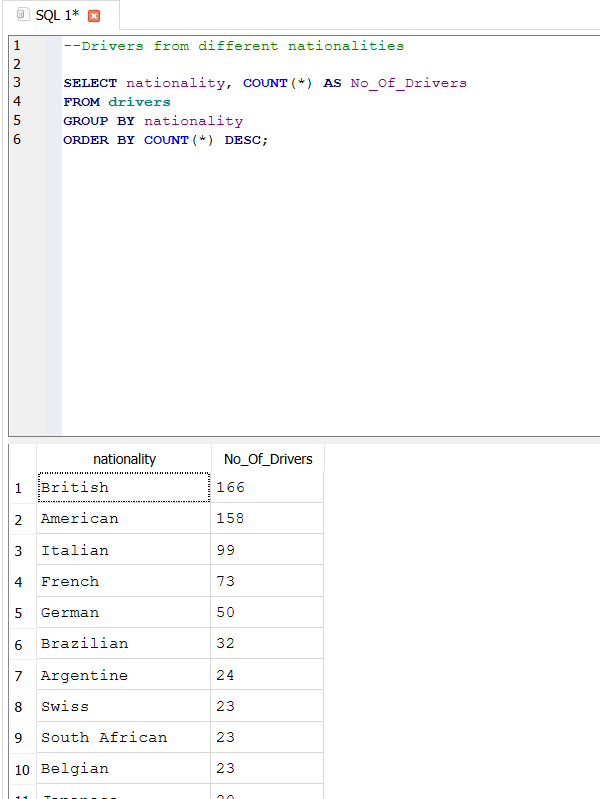 SQL 1*
1 --Drivers from different nationalities
2
3 SELECT nationality, COUNT(*) AS No_Of_Drivers
4 FROM drivers
5 GROUP BY nationality
6 ORDER BY COUNT(*) DESC;
nationality No_Of_Drivers
1 British 166
2 American 158
3 Italian 99
4 French 73
5 German 50
6 Brazilian 32
7 Argentine 24
8 Swiss 23
9 South African 23
10 Belgian 23